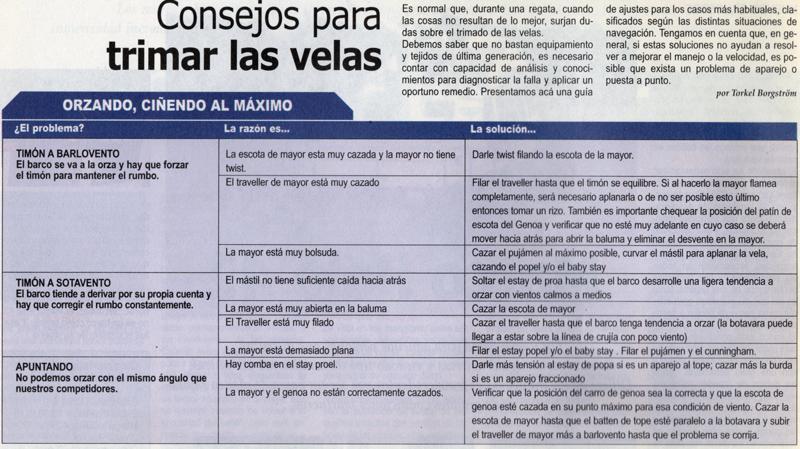 Consejos para
trimar las velas
Es normal que, durante una regata, cuando
las cosas no resultan de lo mejor, surjan du-
das sobre el trimado de las velas.
Debemos saber que no bastan equipamiento
y tejidos de última generación, es necesario
contar con capacidad de análisis y conoci-
mientos para diagnosticar la falla y aplicar un
oportuno remedio. Presentamos acá una guía
de ajustes para los casos más habituales, cla-
sificados según las distintas situaciones de
navegación. Tengamos en cuenta que, en ge-
neral, si estas soluciones no ayudan a resol-
ver a mejorar el manejo o la velocidad, es po-
sible que exista un problema de aparejo o
puesta a punto.
por Torkel Borgström
ORZANDO, CIÑENDO AL MÁXIMO
¿El problema?
La razón es...
La solución...
TIMÓN A BARLOVENTO
El barco se va a la orza y hay que forzar
el timón para mantener el rumbo.
La escota de mayor esta muy cazada y la mayor no tiene
twist.
Darle twist filando la escota de la mayor.
El traveller de mayor está muy cazado
Filar el traveller hasta que el timón se equilibre. Si al hacerlo la mayor flamea
completamente, será necesario aplanarla o de no ser posible esto último
entonces tomar un rizo. También es importante chequear la posición del patín de
escota del Genoa y verificar que no esté muy adelante en cuyo caso se deberá
mover hacia atrás para abrir la baluma y eliminar el desvente en la mayor.
La mayor está muy bolsuda.
Cazar el pujámen al máximo posible, curvar el mástil para aplanar la vela,
cazando el popel y/o el baby stay
TIMÓN A SOTAVENTO
El barco tiende a derivar por su propia cuenta y
hay que corregir el rumbo constantemente.
El mástil no tiene suficiente caída hacia atrás
Soltar el estay de proa hasta que el barco desarrolle una ligera tendencia a
orzar con vientos calmos a medios
La mayor está muy abierta en la baluma
Cazar la escota de mayor
El Traveller está muy filado
Cazar el traveller hasta que el barco tenga tendencia a orzar (la botavara puede
llegar a estar sobre la línea de crujía con poco viento)
La mayor está demasiado plana
Filar el estay popel y/o el baby stay . Filar el pujámen y el cunningham.
APUNTANDO
No podemos orzar con el mismo ángulo que
nuestros competidores.
Hay comba en el stay proel.
Darle más tensión al estay de popa si es un aparejo al tope; cazar más la burda
si es un aparejo fraccionado
La mayor y el genoa no están correctamente cazados.
Verificar que la posición del carro de genoa sea la correcta y que la escota de
genoa esté cazada en su punto máximo para esa condición de viento. Cazar la
escota de mayor hasta que el batten de tope esté paralelo a la botavara y subir
el traveller de mayor más a barlovento hasta que el problema se corrija.